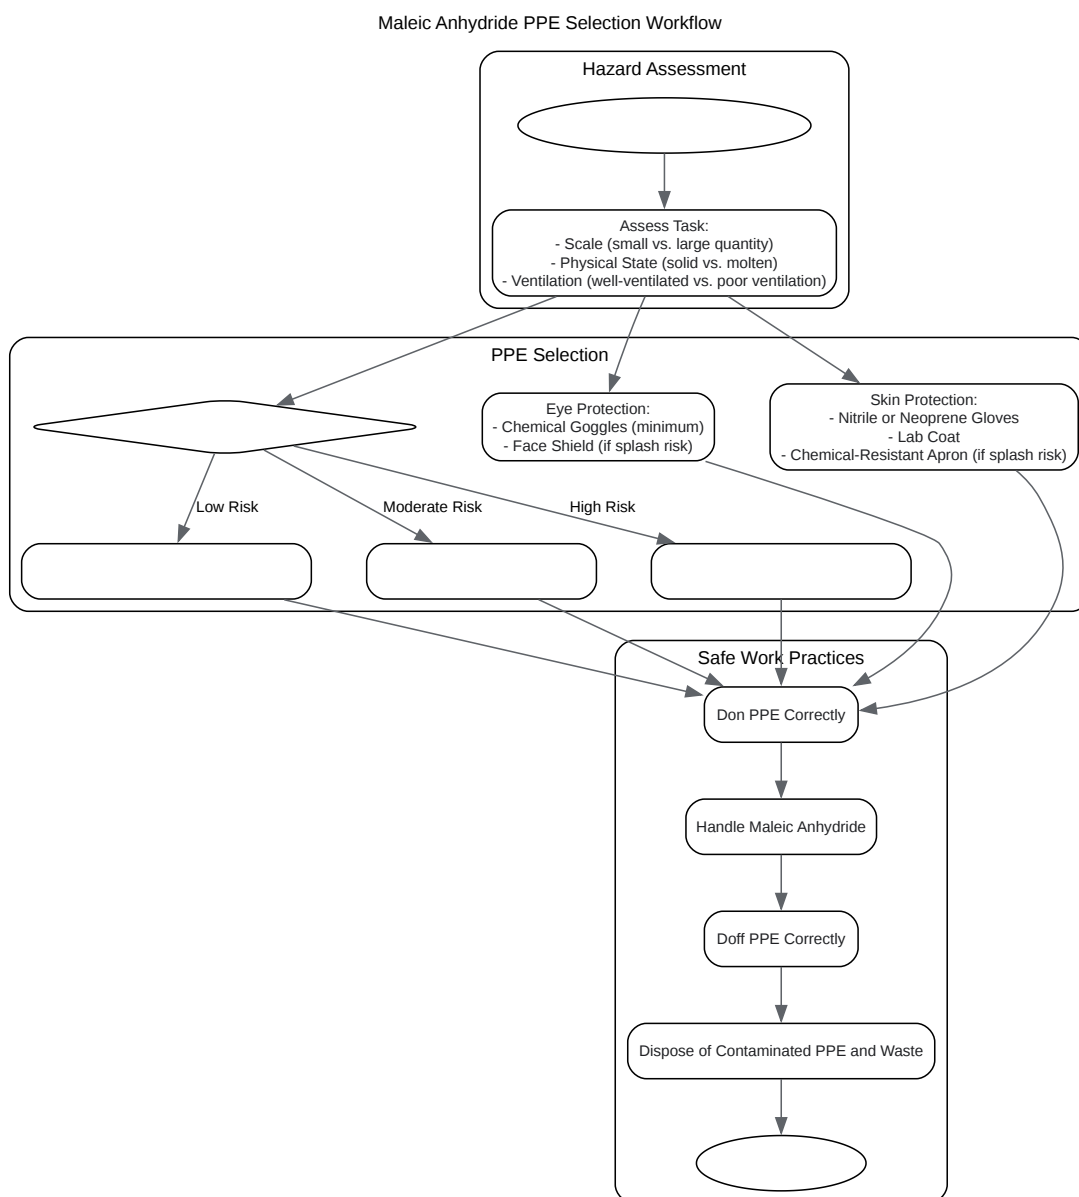 Maleic Anhydride PPE Selection Workflow
Hazard Assessment
Assess Task:
- Scale (small vs. large quantity)
- Physical State (solid vs. molten)
- Ventilation (well-ventilated vs. poor ventilation)
PPE Selection
Eye Protection:
- Chemical Goggles (minimum)
- Face Shield (if splash risk)
Skin Protection:
- Nitrile or Neoprene Gloves
- Lab Coat
- Chemical-Resistant Apron (if splash risk)
Low Risk
Moderate Risk
High Risk
Safe Work Practices
Don PPE Correctly
Handle Maleic Anhydride
Doff PPE Correctly
Dispose of Contaminated PPE and Waste